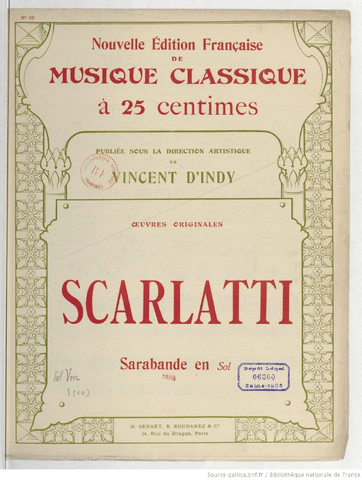 Nº 10
Nouvelle Édition Française
DE
MUSIQUE CLASSIQUE
à 25 centimes
PUBLIÉE SOUS LA DIRECTION ARTISTIQUE
DE
VINCENT D'INDY
ŒUVRES ORIGINALES
SCARLATTI
Sarabande en Sol
Dépôt Légal
Seine
M. SENART, B. ROUDANEZ & Cie
Rue du Dragon, Paris
Source gallica.bnf.fr / Bibliothèque nationale de France